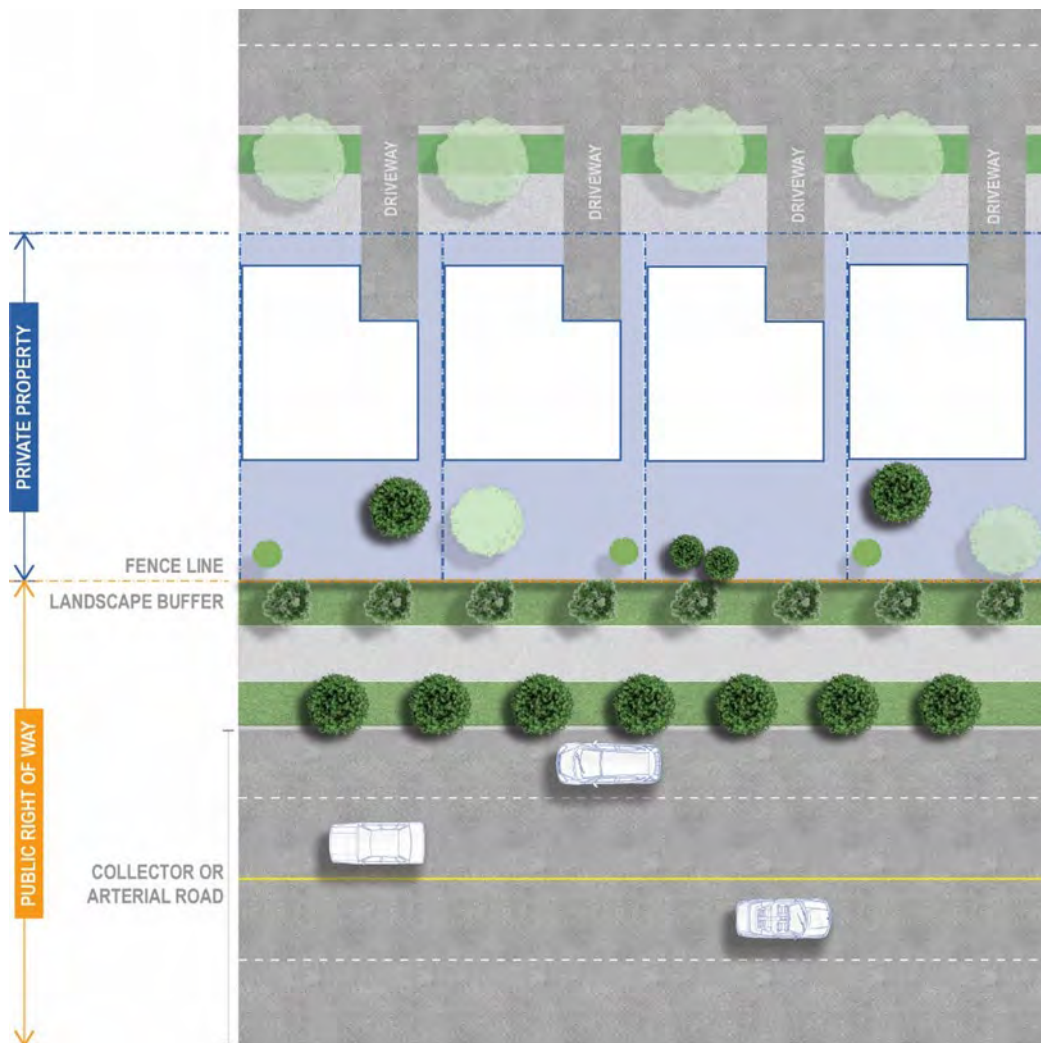 DRIVEWAY
DRIVEWAY
DRIVEWAY
DRIVEWAY
PRIVATE PROPERTY
FENCE LINE
LANDSCAPE BUFFER
PUBLIC RIGHT OF WAY
COLLECTOR OR
ARTERIAL ROAD